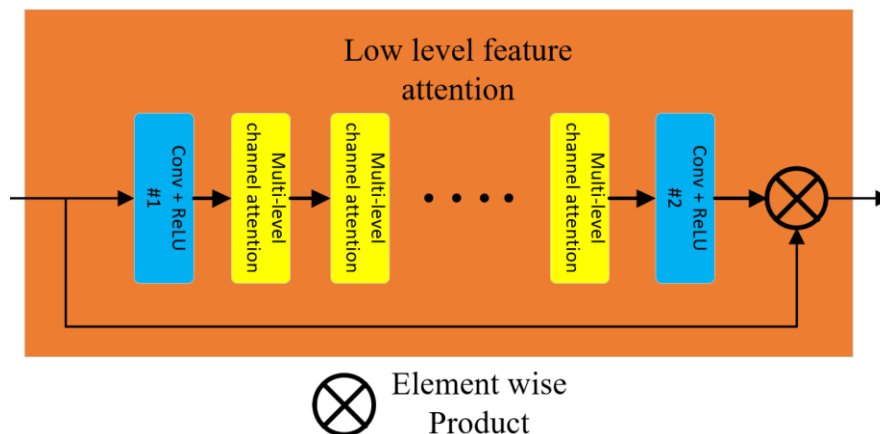 Low level feature
attention
Conv + ReLU
#1
Multi-level
channel attention
Multi-level
channel attention
Multi-level
channel attention
Conv + ReLU
#2
Element wise
Product